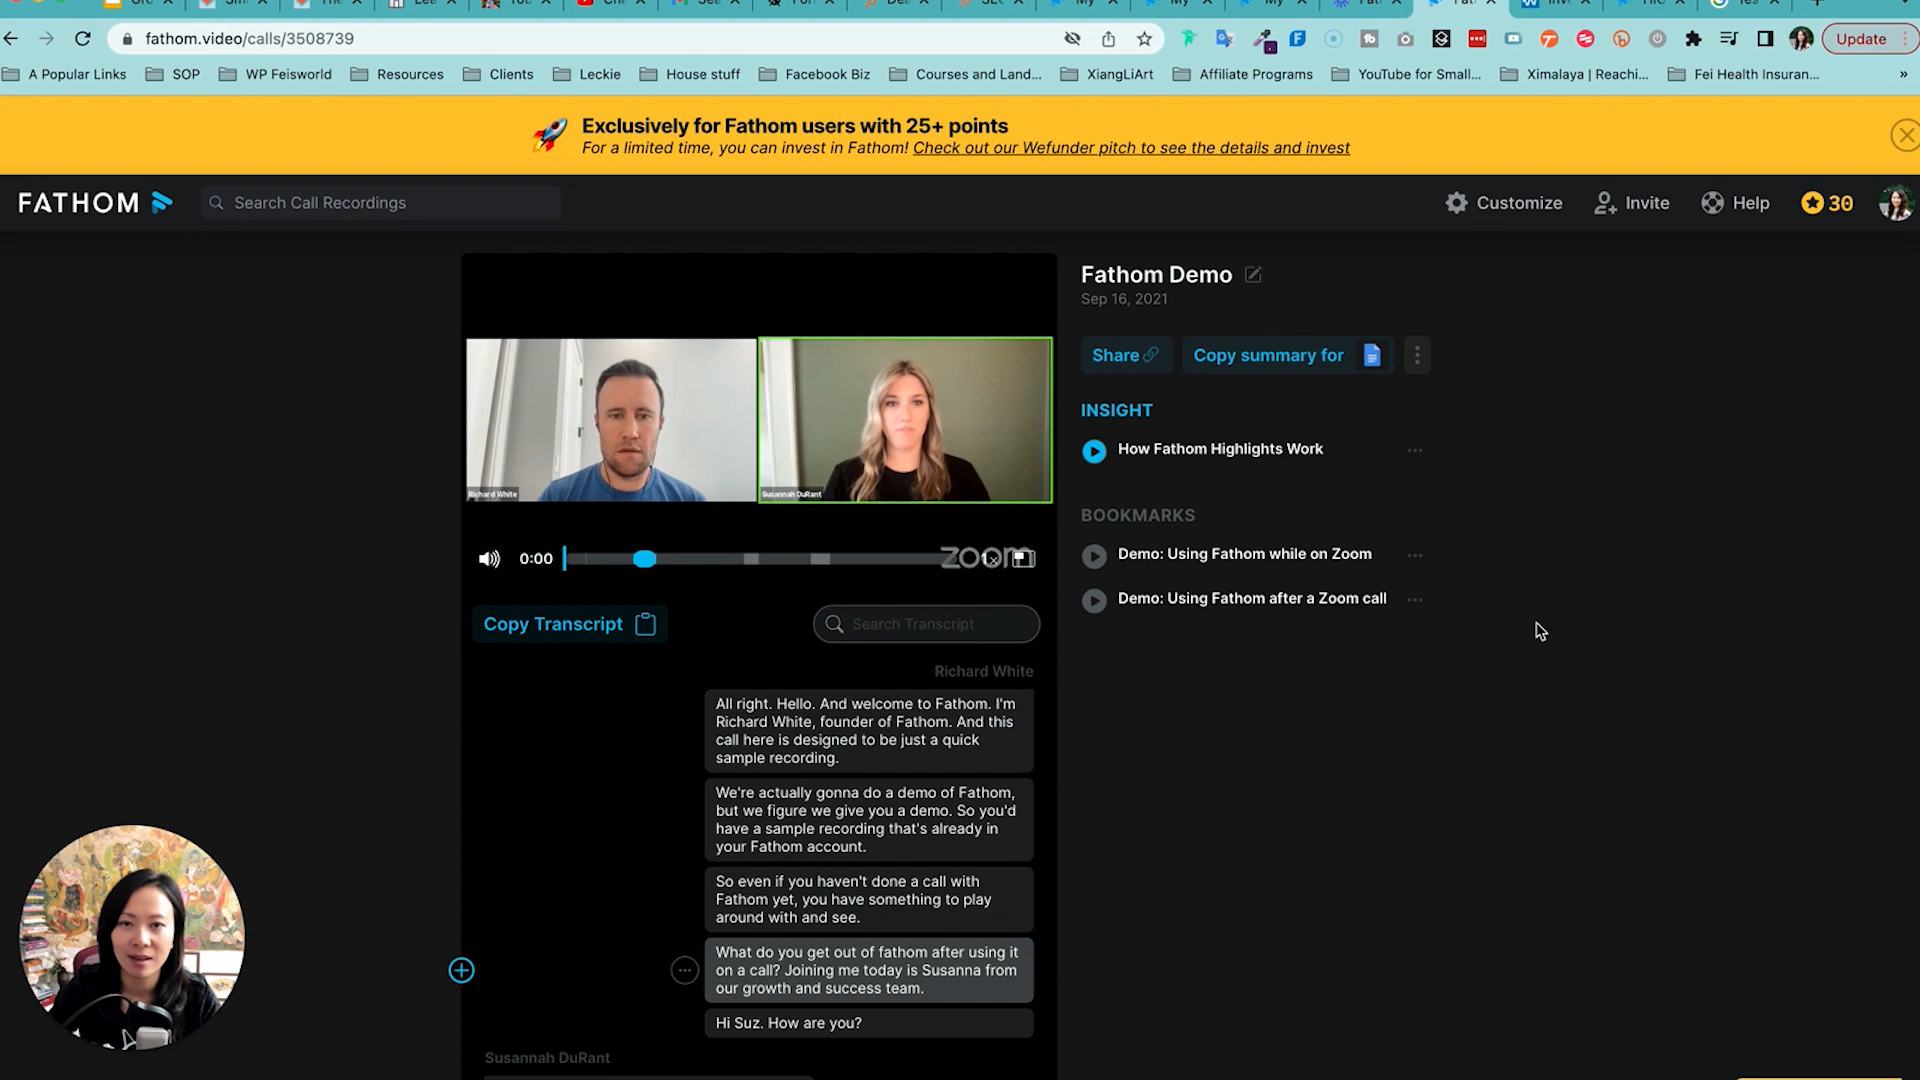 fathom.video/calls/3508739
Update
A Popular Links
SOP
WP Feisworld
Resources
Clients
Leckie
House stuff
Facebook Biz
Courses and Land...
XiangLiArt
Affiliate Programs
YouTube for Small...
Ximalaya | Reachi...
Fei Health Insuran...
»
Exclusively for Fathom users with 25+ points
For a limited time, you can invest in Fathom! Check out our Wefunder pitch to see the details and invest
FATHOM
Search Call Recordings
Customize
Invite
Help
30
Fathom Demo
Sep 16, 2021
Share
Copy summary for
INSIGHT
How Fathom Highlights Work
BOOKMARKS
Demo: Using Fathom while on Zoom
Demo: Using Fathom after a Zoom call
Richard White
Susannah DuRant
0:00
zoom
Copy Transcript
Search Transcript
Richard White
All right. Hello. And welcome to Fathom. I'm
Richard White, founder of Fathom. And this
call here is designed to be just a quick
sample recording.
We're actually gonna do a demo of Fathom,
but we figure we give you a demo. So you'd
have a sample recording that's already in
your Fathom account.
So even if you haven't done a call with
Fathom yet, you have something to play
around with and see.
What do you get out of fathom after using it
on a call? Joining me today is Susanna from
our growth and success team.
Hi Suz. How are you?
Susannah DuRant